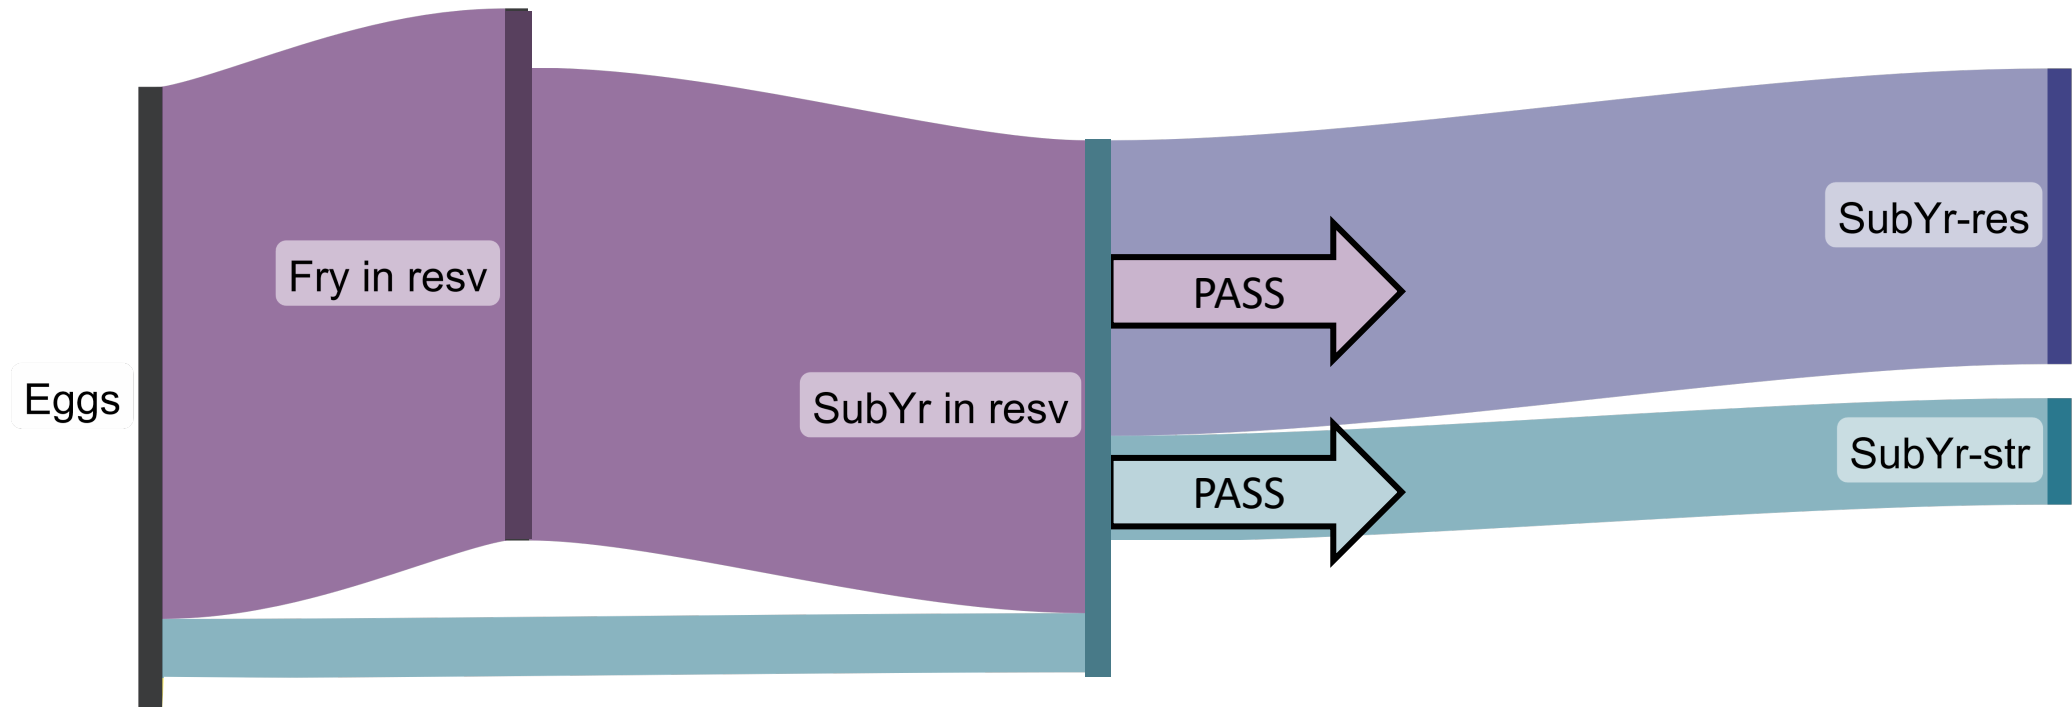 Eggs
Fry in resv
SubYr in resv
PASS
PASS
SubYr-res
SubYr-str